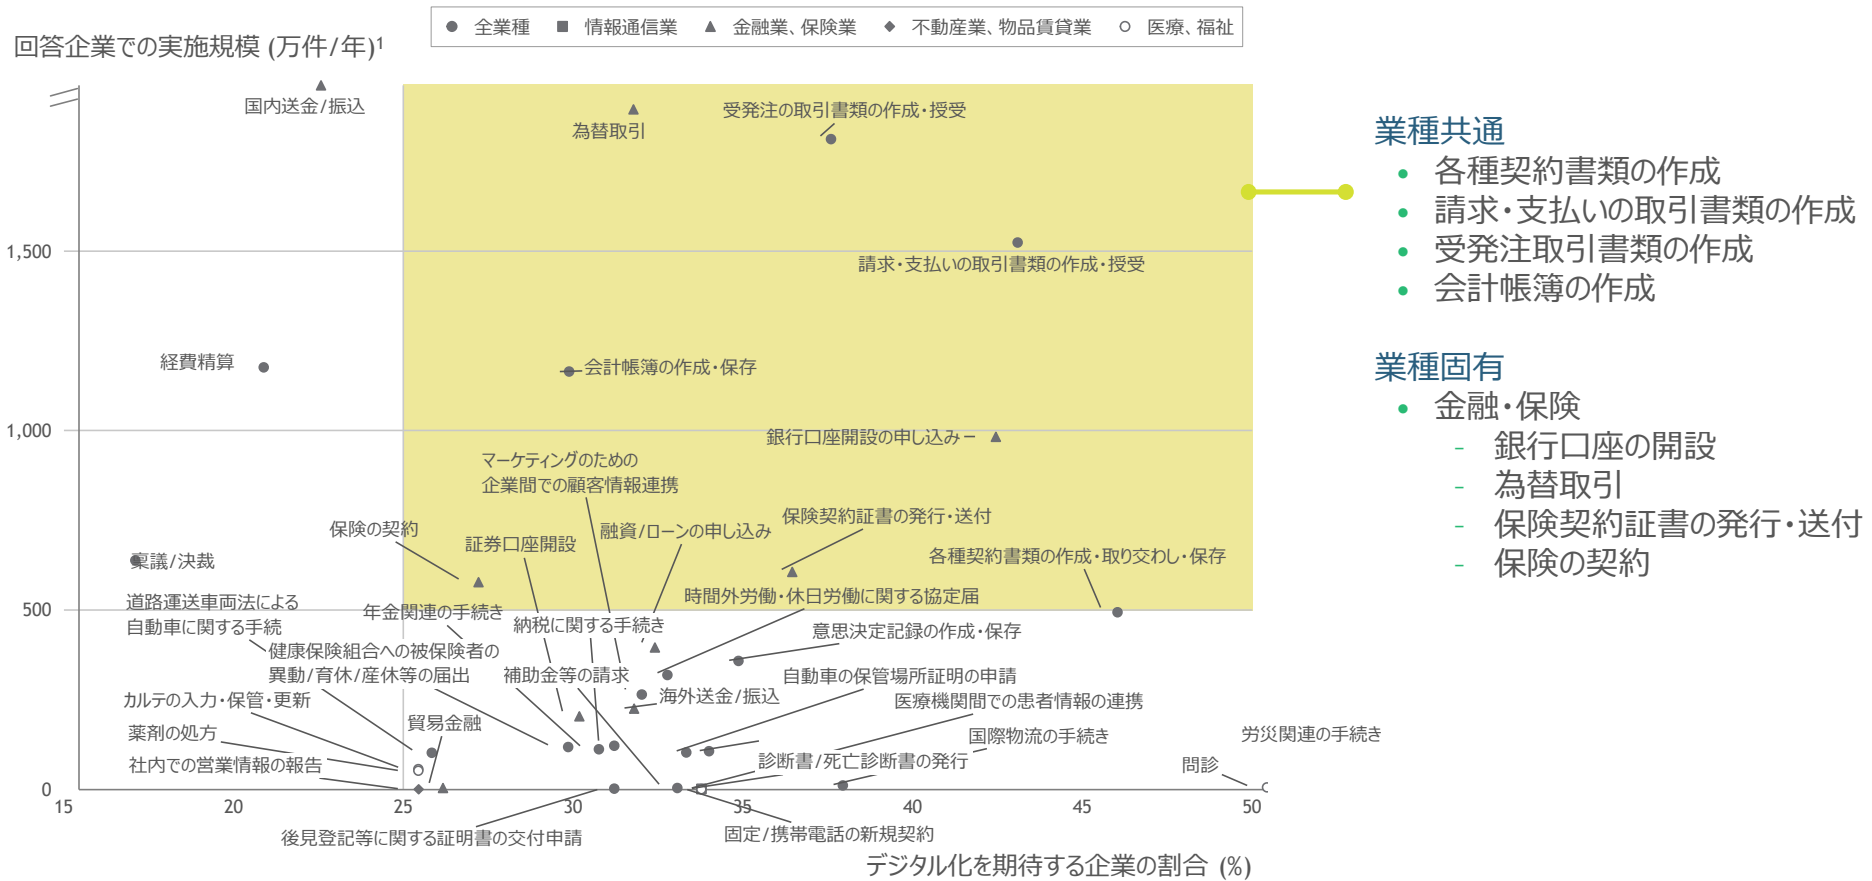 全業種 情報通信業 金融業、保険業 不動産業、物品賃貸業 医療、福祉
回答企業での実施規模 (万件/年)1
国内送金/振込
為替取引
受発注の取引書類の作成・授受
1,500
請求・支払いの取引書類の作成・授受
経費精算
会計帳簿の作成・保存
1,000
銀行口座開設の申し込み
マーケティングのための
企業間での顧客情報連携
保険の契約
証券口座開設
融資/ローンの申し込み
保険契約証書の発行・送付
各種契約書類の作成・取り交わし・保存
稟議/決裁
500
道路運送車両法による
自動車に関する手続
年金関連の手続き
納税に関する手続き
時間外労働・休日労働に関する協定届
意思決定記録の作成・保存
健康保険組合への被保険者の
異動/育休/産休等の届出
補助金等の請求
海外送金/振込
自動車の保管場所証明の申請
カルテの入力・保管・更新
医療機関間での患者情報の連携
貿易金融
薬剤の処方
国際物流の手続き
労災関連の手続き
社内での営業情報の報告
診断書/死亡診断書の発行
問診
0
15 20 25 30 35 40 45 50
後見登記等に関する証明書の交付申請
固定/携帯電話の新規契約
デジタル化を期待する企業の割合 (%)
業種共通
• 各種契約書類の作成
• 請求・支払いの取引書類の作成
• 受発注取引書類の作成
• 会計帳簿の作成
業種固有
• 金融・保険
– 銀行口座の開設
– 為替取引
– 保険契約証書の発行・送付
– 保険の契約